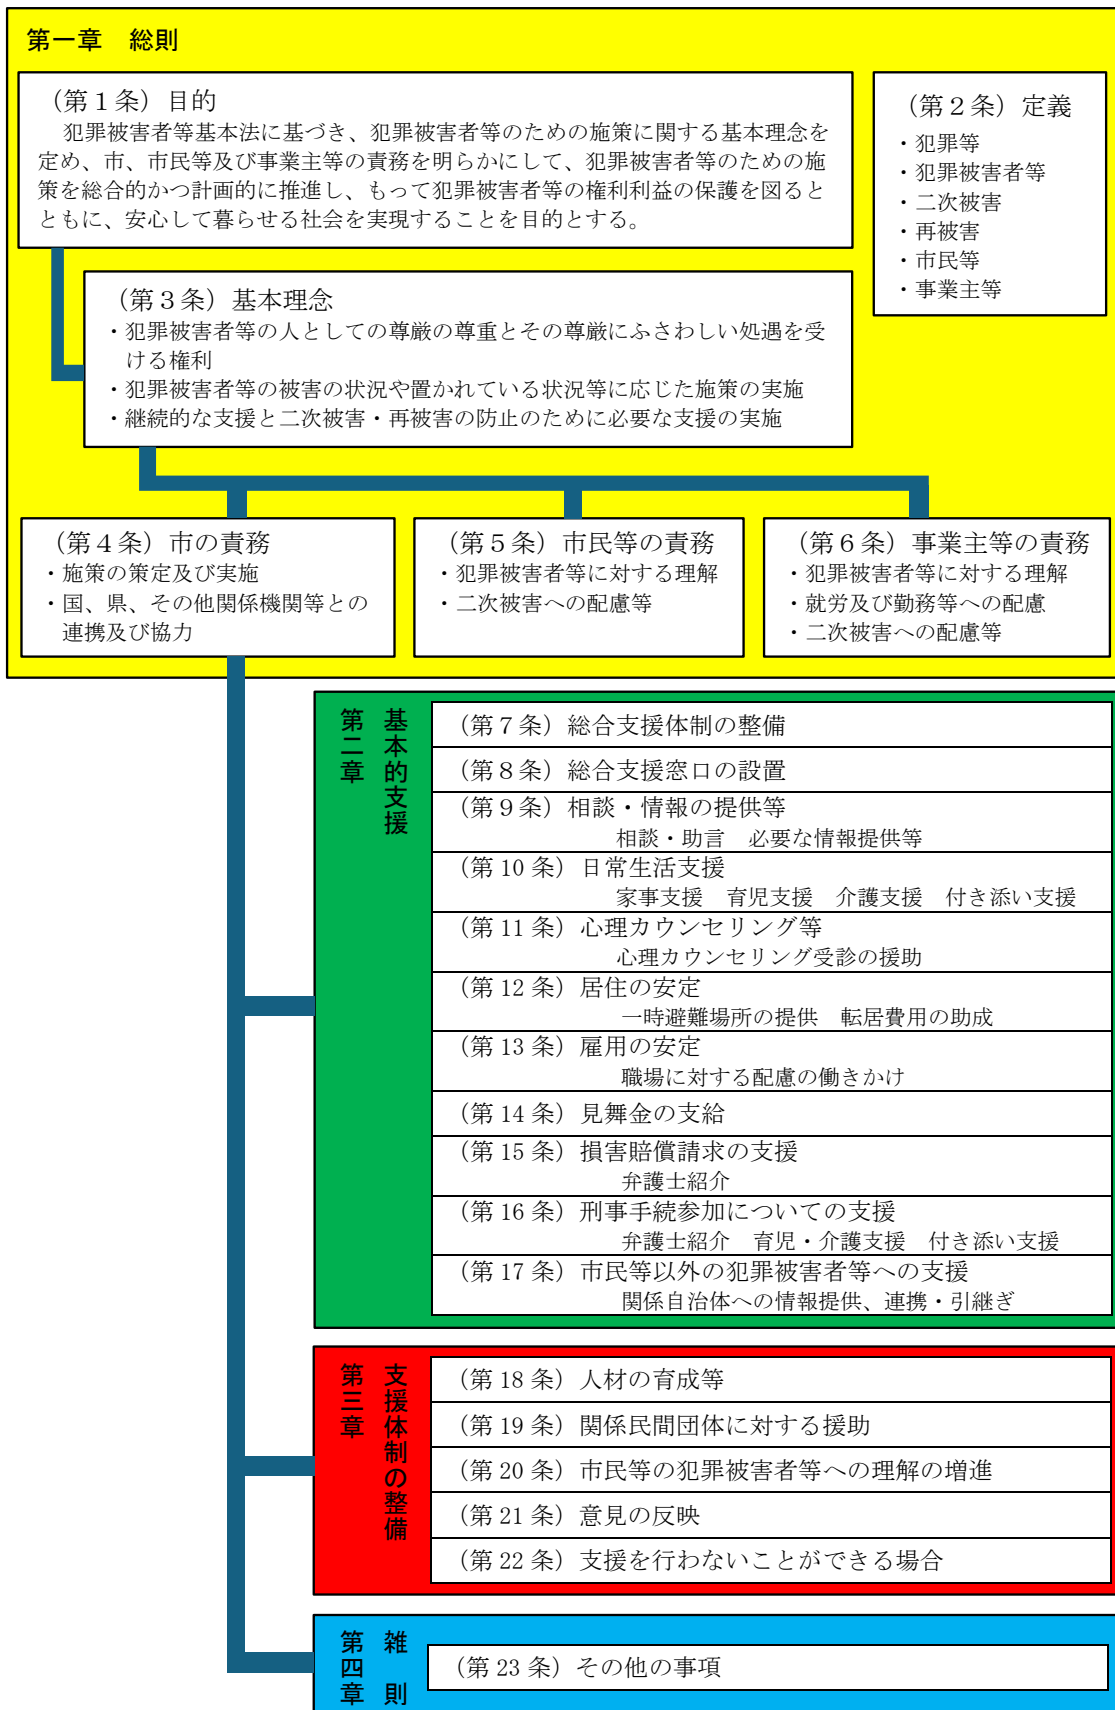 第一章　総則
（第１条）目的
犯罪被害者等基本法に基づき、犯罪被害者等のための施策に関する基本理念を
定め、市、市民等及び事業主等の責務を明らかにして、犯罪被害者等のための施
策を総合的かつ計画的に推進し、もって犯罪被害者等の権利利益の保護を図ると
ともに、安心して暮らせる社会を実現することを目的とする。
（第２条）定義
・犯罪等
・犯罪被害者等
・二次被害
・再被害
・市民等
・事業主等
（第３条）基本理念
・犯罪被害者等の人としての尊厳の尊重とその尊厳にふさわしい処遇を受
ける権利
・犯罪被害者等の被害の状況や置かれている状況等に応じた施策の実施
・継続的な支援と二次被害・再被害の防止のために必要な支援の実施
（第４条）市の責務
・施策の策定及び実施
・国、県、その他関係機関等との
連携及び協力
（第５条）市民等の責務
・犯罪被害者等に対する理解
・二次被害への配慮等
（第６条）事業主等の責務
・犯罪被害者等に対する理解
・就労及び勤務等への配慮
・二次被害への配慮等
第二章
基本的支援
（第７条）総合支援体制の整備
（第８条）総合支援窓口の設置
（第９条）相談・情報の提供等
相談・助言　必要な情報提供等
（第 10 条）日常生活支援
家事支援　育児支援　介護支援　付き添い支援
（第 11 条）心理カウンセリング等
心理カウンセリング受診の援助
（第 12 条）居住の安定
一時避難場所の提供　転居費用の助成
（第 13 条）雇用の安定
職場に対する配慮の働きかけ
（第 14 条）見舞金の支給
（第 15 条）損害賠償請求の支援
弁護士紹介
（第 16 条）刑事手続参加についての支援
弁護士紹介　育児・介護支援　付き添い支援
（第 17 条）市民等以外の犯罪被害者等への支援
関係自治体への情報提供、連携・引継ぎ
第三章
支援体制の整備
（第 18 条）人材の育成等
（第 19 条）関係民間団体に対する援助
（第 20 条）市民等の犯罪被害者等への理解の増進
（第 21 条）意見の反映
（第 22 条）支援を行わないことができる場合
第四章
雑　則
（第 23 条）その他の事項